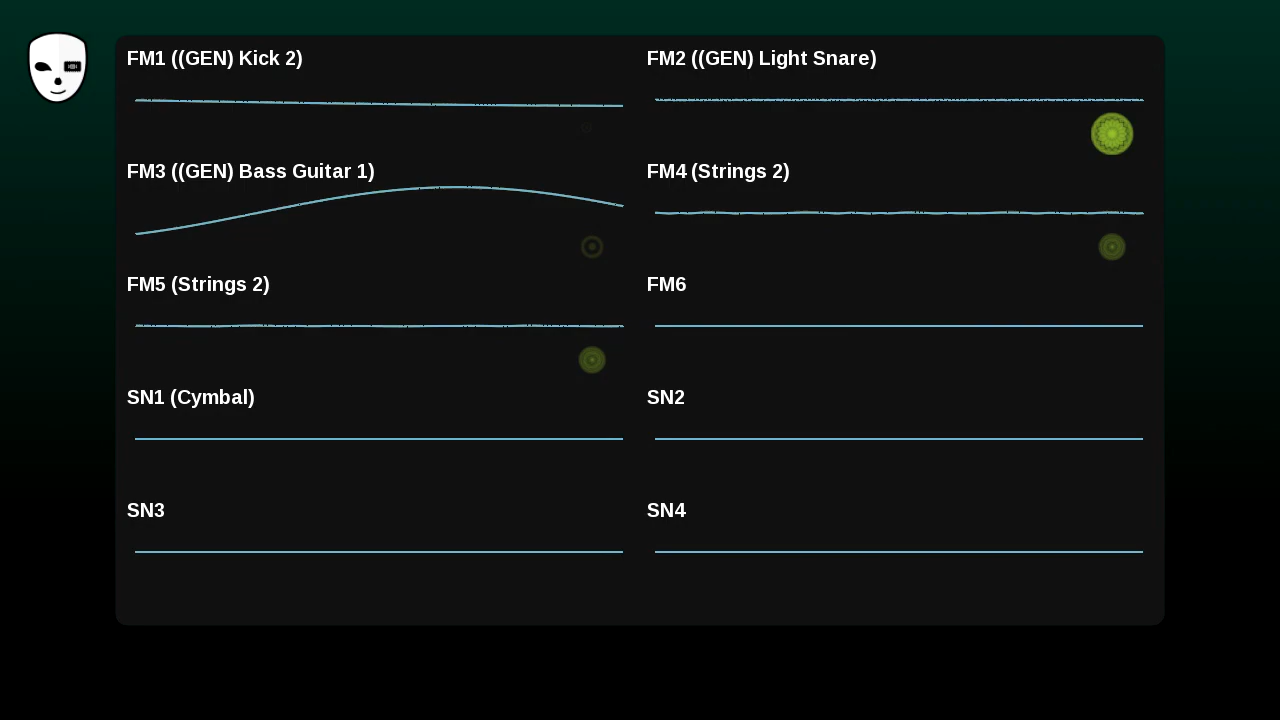 FM1 ((GEN) Kick 2)
FM2 ((GEN) Light Snare)
FM3 ((GEN) Bass Guitar 1)
FM4 (Strings 2)
FM5 (Strings 2)
FM6
SN1 (Cymbal)
SN2
SN3
SN4